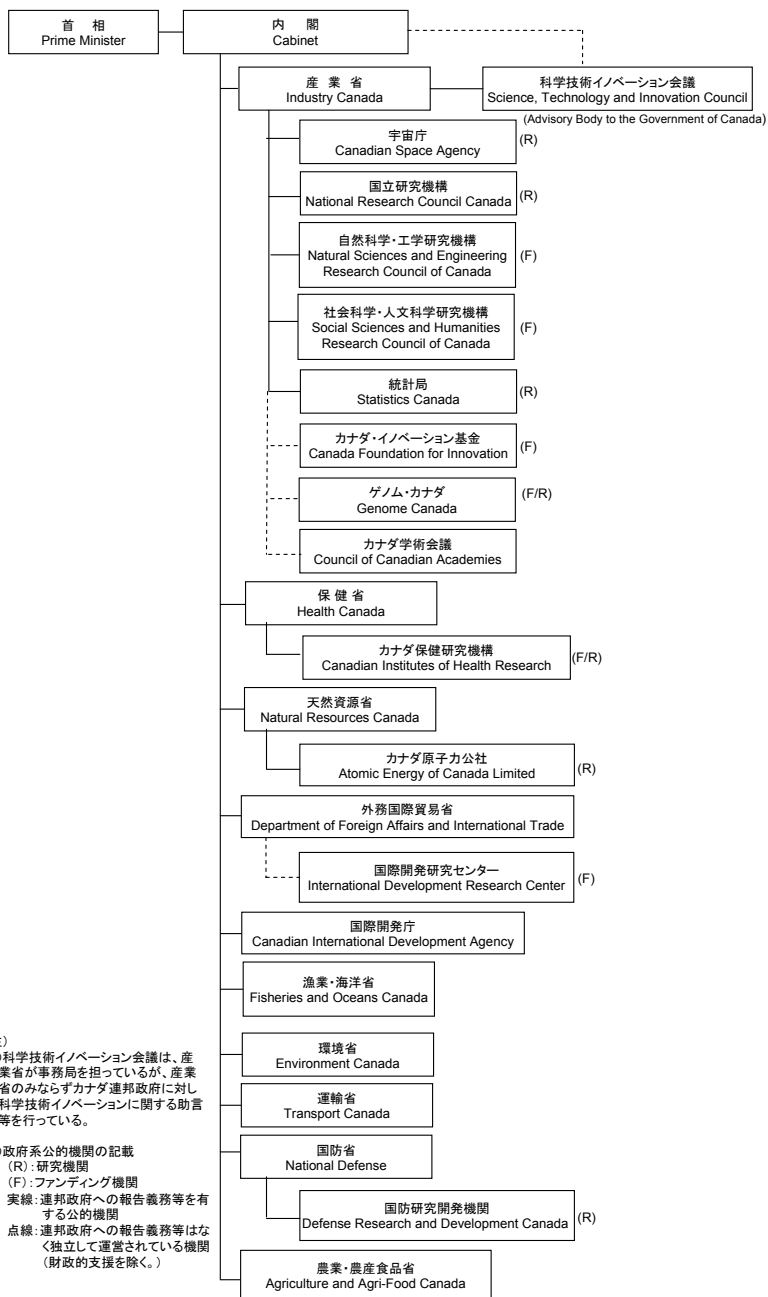 首 相
Prime Minister
内 閣
Cabinet
産 業 省
Industry Canada
科学技術イノベーション会議
Science, Technology and Innovation Council
(Advisory Body to the Government of Canada)
宇宙庁
Canadian Space Agency
(R)
国立研究機構
National Research Council Canada
(R)
自然科学・工学研究機構
Natural Sciences and Engineering
Research Council of Canada
(F)
社会科学・人文科学研究機構
Social Sciences and Humanities
Research Council of Canada
(F)
統計局
Statistics Canada
(R)
カナダ・イノベーション基金
Canada Foundation for Innovation
(F)
ゲノム・カナダ
Genome Canada
(F/R)
カナダ学術会議
Council of Canadian Academies
保 健 省
Health Canada
カナダ保健研究機構
Canadian Institutes of Health Research
(F/R)
天然資源省
Natural Resources Canada
カナダ原子力公社
Atomic Energy of Canada Limited
(R)
外務国際貿易省
Department of Foreign Affairs and International Trade
国際開発研究センター
International Development Research Center
(F)
国際開発庁
Canadian International Development Agency
漁業・海洋省
Fisheries and Oceans Canada
環境省
Environment Canada
運輸省
Transport Canada
国防省
National Defense
国防研究開発機関
Defense Research and Development Canada
(R)
農業・農産食品省
Agriculture and Agri-Food Canada
)
科学技術イノベーション会議は、産
業省が事務局を担っているが、産業
省のみならずカナダ連邦政府に対し
科学技術イノベーションに関する助言
等を行っている。
政府系公的機関の記載
(R):研究機関
(F):ファンディング機関
実線:連邦政府への報告義務等を有
する公的機関
点線:連邦政府への報告義務等はな
く独立して運営されている機関
(財政的支援を除く。)